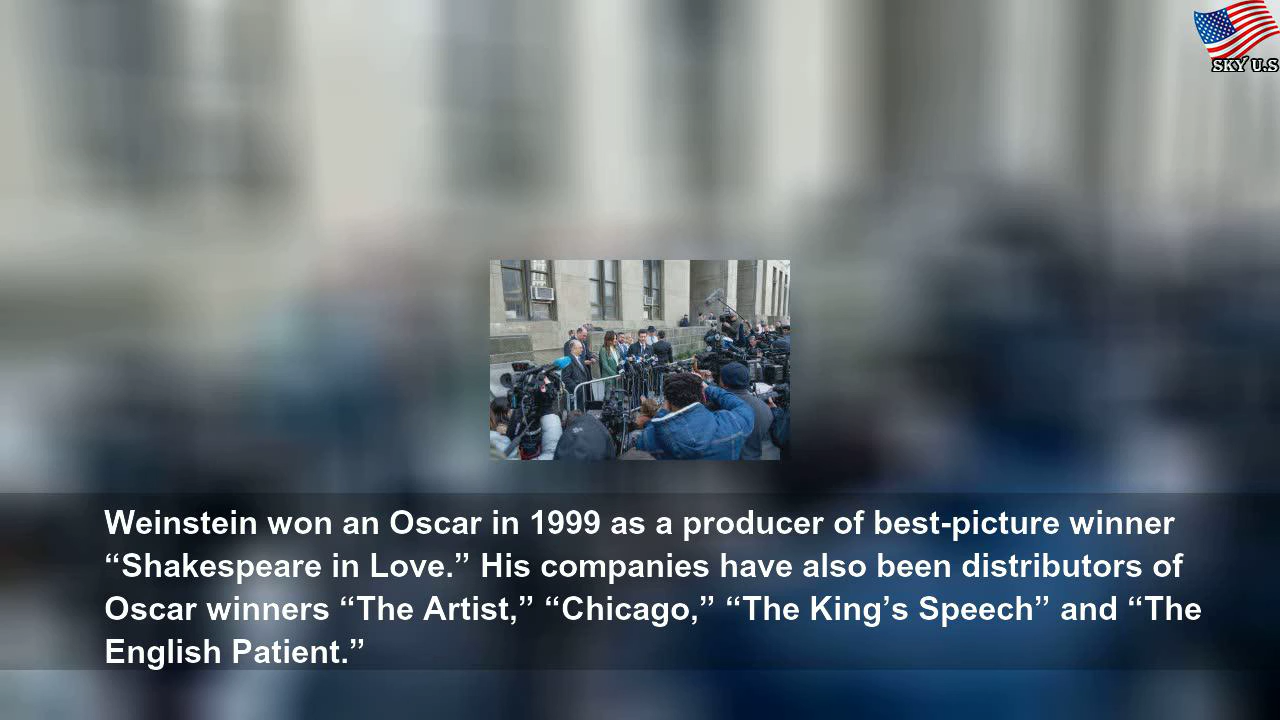 SKY U.S
Weinstein won an Oscar in 1999 as a producer of best-picture winner
“Shakespeare in Love.” His companies have also been distributors of
Oscar winners “The Artist,” “Chicago,” “The King’s Speech” and “The
English Patient.”